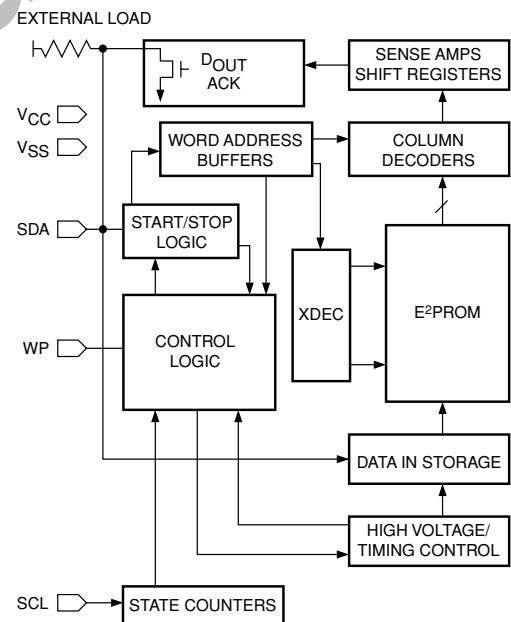 EXTERNAL LOAD
DOUT
ACK
SENSE AMPS
SHIFT REGISTERS
VCC
VSS
WORD ADDRESS
BUFFERS
COLUMN
DECODERS
SDA
START/STOP
LOGIC
XDEC
E2PROM
WP
CONTROL
LOGIC
DATA IN STORAGE
HIGH VOLTAGE/
TIMING CONTROL
SCL
STATE COUNTERS